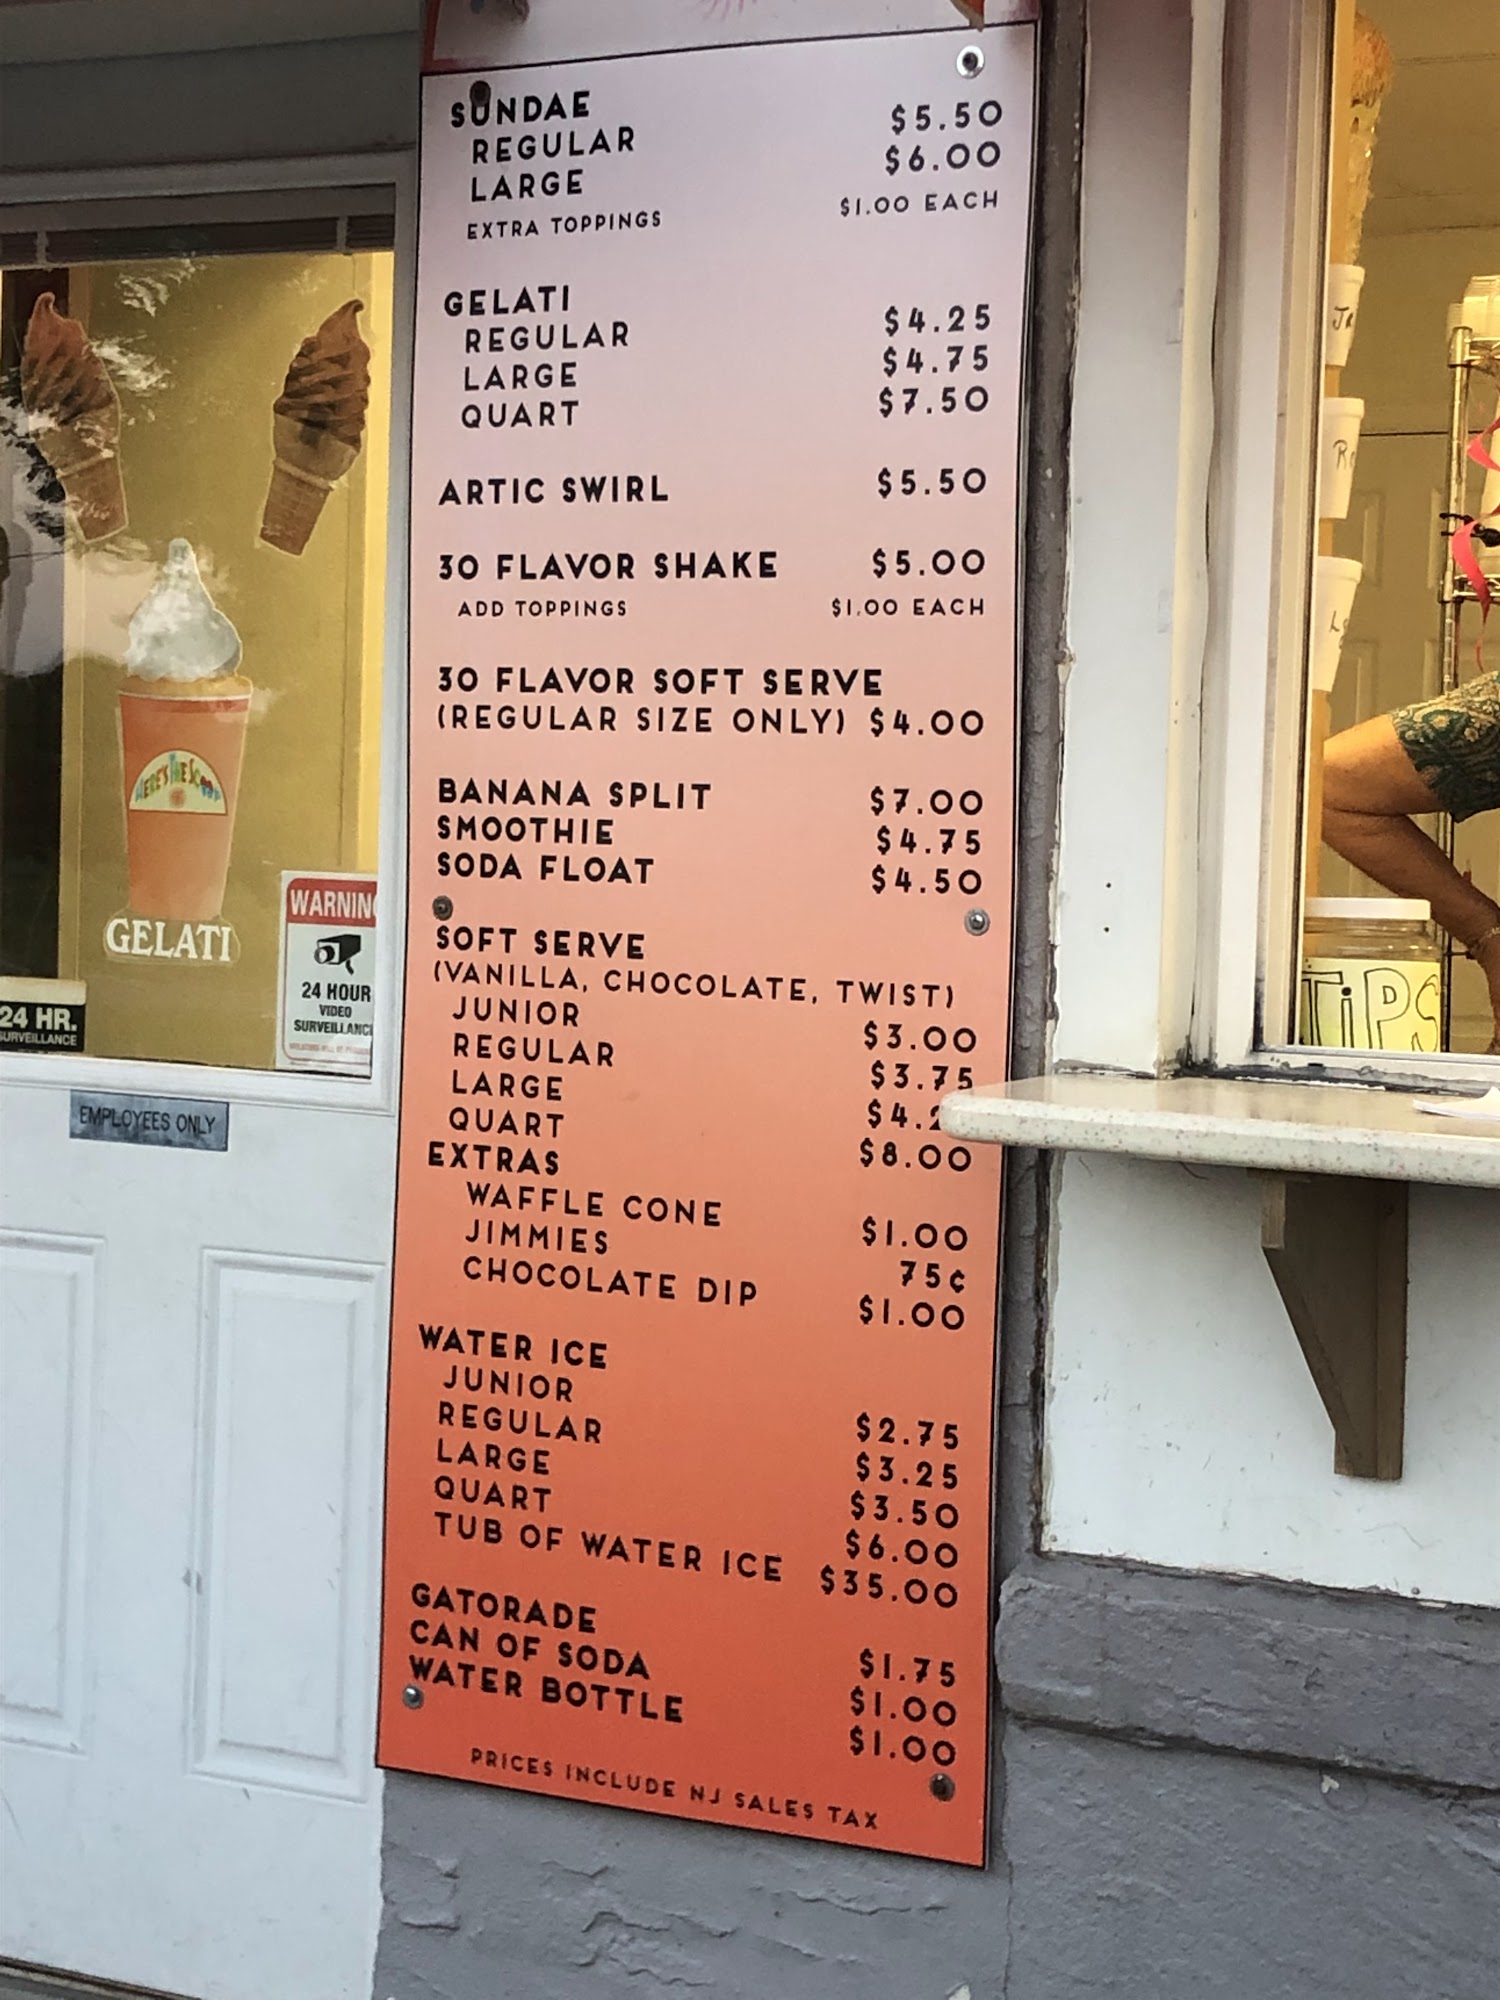 SUNDAE
REGULAR $5.50
LARGE $6.00
EXTRA TOPPINGS $1.00 EACH
GELATI
REGULAR $4.25
LARGE $4.75
QUART $7.50
ARTIC SWIRL $5.50
30 FLAVOR SHAKE $5.00
ADD TOPPINGS $1.00 EACH
30 FLAVOR SOFT SERVE
(REGULAR SIZE ONLY) $4.00
BANANA SPLIT $7.00
SMOOTHIE $4.75
SODA FLOAT $4.50
SOFT SERVE
(VANILLA, CHOCOLATE, TWIST)
JUNIOR $3.00
REGULAR $3.75
LARGE $4.2
QUART $8.00
EXTRAS
WAFFLE CONE $1.00
JIMMIES 75¢
CHOCOLATE DIP $1.00
WATER ICE
JUNIOR $2.75
REGULAR $3.25
LARGE $3.50
QUART $6.00
TUB OF WATER ICE $35.00
GATORADE $1.75
CAN OF SODA $1.00
WATER BOTTLE $1.00
PRICES INCLUDE NJ SALES TAX
HERE'S THE SCOOP
GELATI
WARNING
24 HOUR
VIDEO
SURVEILLANCE
24 HR.
SURVEILLANCE
EMPLOYEES ONLY
TIPS